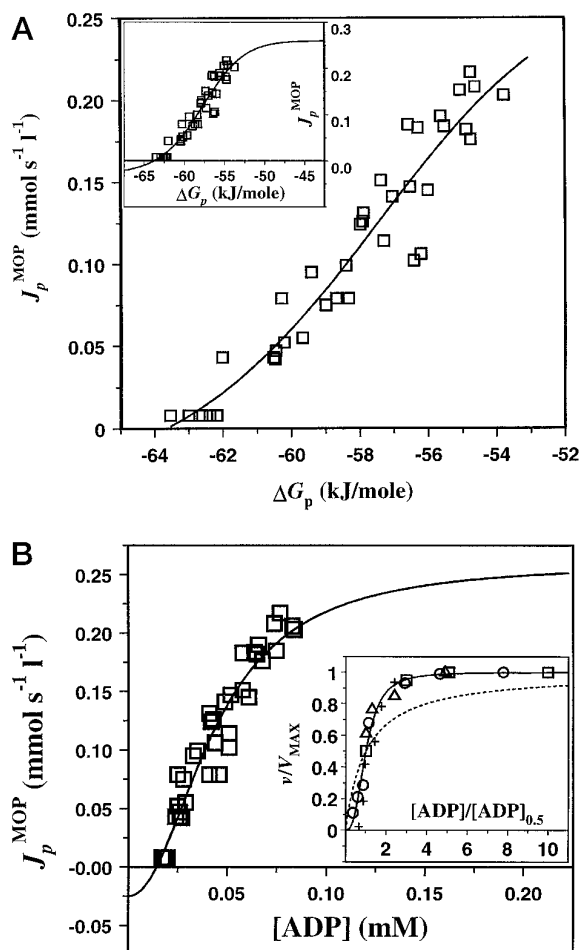 A
J_p^MOP (mmol s⁻¹ l⁻¹)
0.25
0.20
0.15
0.10
0.05
0
-64 -62 -60 -58 -56 -54 -52
ΔG_p (kJ/mole)
0.3
0.2
0.1
0.0
J_p^MOP
-65 -60 -55 -50 -45
ΔG_p (kJ/mole)
B
J_p^MOP (mmol s⁻¹ l⁻¹)
0.25
0.20
0.15
0.10
0.05
-0.00
-0.05
0.05 0.10 0.15 0.20
[ADP] (mM)
v/V_MAX
1
0.8
0.6
0.4
0.2
0
[ADP]/[ADP]_0.5
2 4 6 8 10